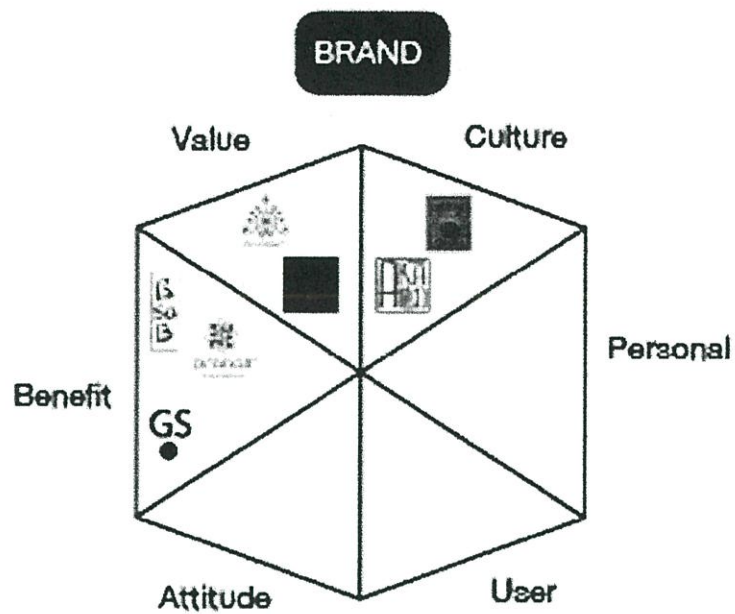 BRAND
Value
Culture
Personal
Benefit
GS
Attitude
User